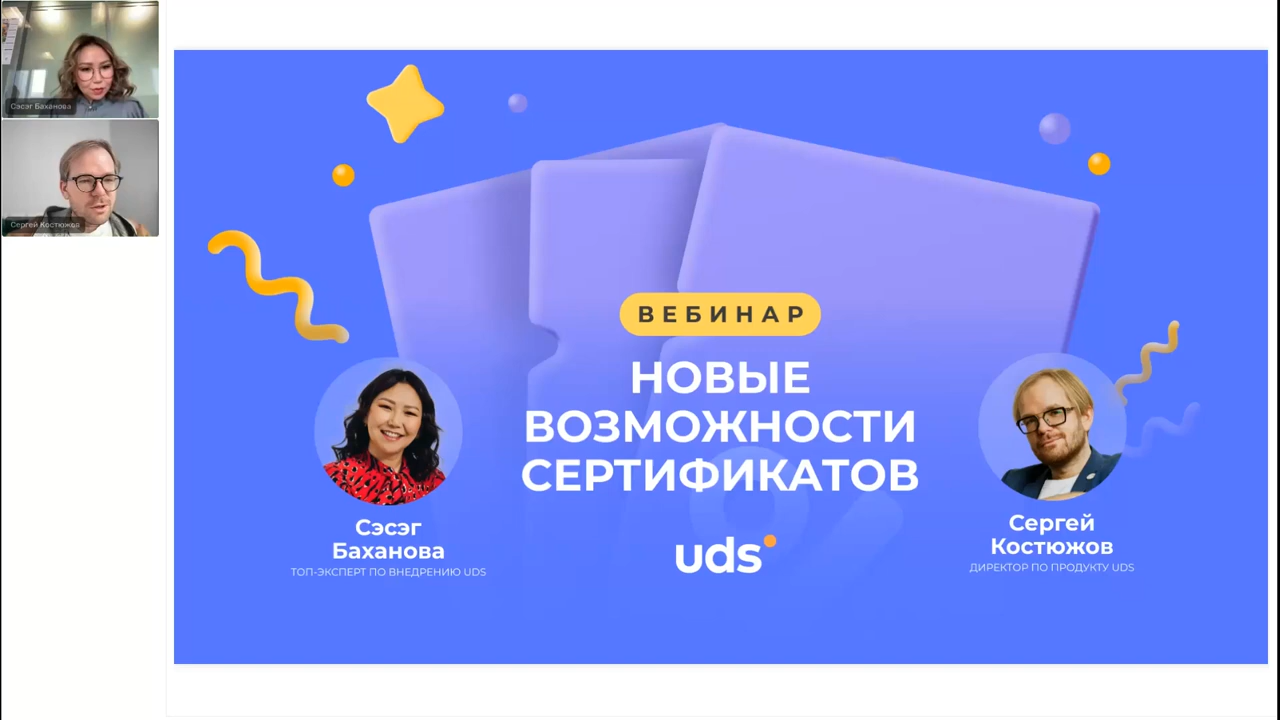 Сэсэг Баханова
Сергей Костюжов
ВЕБИНАР
НОВЫЕ
ВОЗМОЖНОСТИ
СЕРТИФИКАТОВ
uds
Сэсэг
Баханова
ТОП-ЭКСПЕРТ ПО ВНЕДРЕНИЮ UDS
Сергей
Костюжов
ДИРЕКТОР ПО ПРОДУКТУ UDS